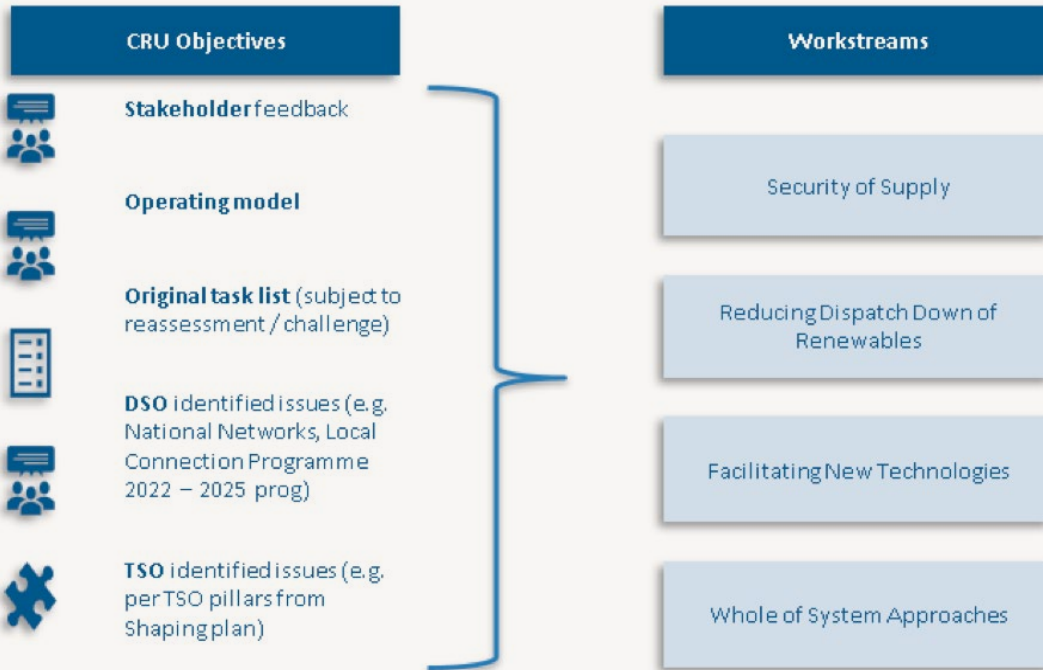 CRU Objectives
Stakeholder feedback
Operating model
Original task list (subject to
reassessment / challenge)
DSO identified issues (e.g.
National Networks, Local
Connection Programme
2022 – 2025 prog)
TSO identified issues (e.g.
per TSO pillars from
Shaping plan)
Workstreams
Security of Supply
Reducing Dispatch Down of
Renewables
Facilitating New Technologies
Whole of System Approaches